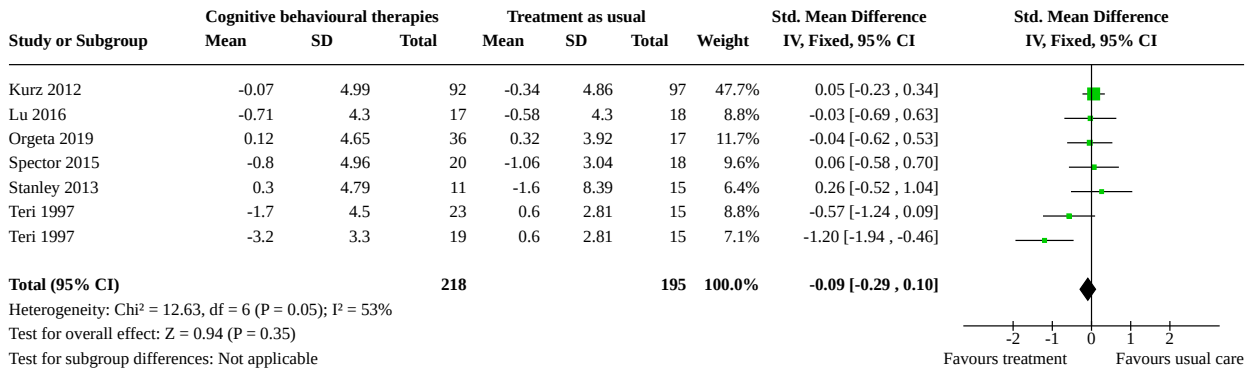 Cognitive behavioural therapies Treatment as usual Std. Mean Difference Std. Mean Difference
Study or Subgroup Mean SD Total Mean SD Total Weight IV, Fixed, 95% CI IV, Fixed, 95% CI
Kurz 2012 -0.07 4.99 92 -0.34 4.86 97 47.7% 0.05 [-0.23 , 0.34]
Lu 2016 -0.71 4.3 17 -0.58 4.3 18 8.8% -0.03 [-0.69 , 0.63]
Orgeta 2019 0.12 4.65 36 0.32 3.92 17 11.7% -0.04 [-0.62 , 0.53]
Spector 2015 -0.8 4.96 20 -1.06 3.04 18 9.6% 0.06 [-0.58 , 0.70]
Stanley 2013 0.3 4.79 11 -1.6 8.39 15 6.4% 0.26 [-0.52 , 1.04]
Teri 1997 -1.7 4.5 23 0.6 2.81 15 8.8% -0.57 [-1.24 , 0.09]
Teri 1997 -3.2 3.3 19 0.6 2.81 15 7.1% -1.20 [-1.94 , -0.46]
Total (95% CI) 218 195 100.0% -0.09 [-0.29 , 0.10]
Heterogeneity: Chi² = 12.63, df = 6 (P = 0.05); I² = 53%
Test for overall effect: Z = 0.94 (P = 0.35)
-2 -1 0 1 2
Test for subgroup differences: Not applicable
Favours treatment Favours usual care